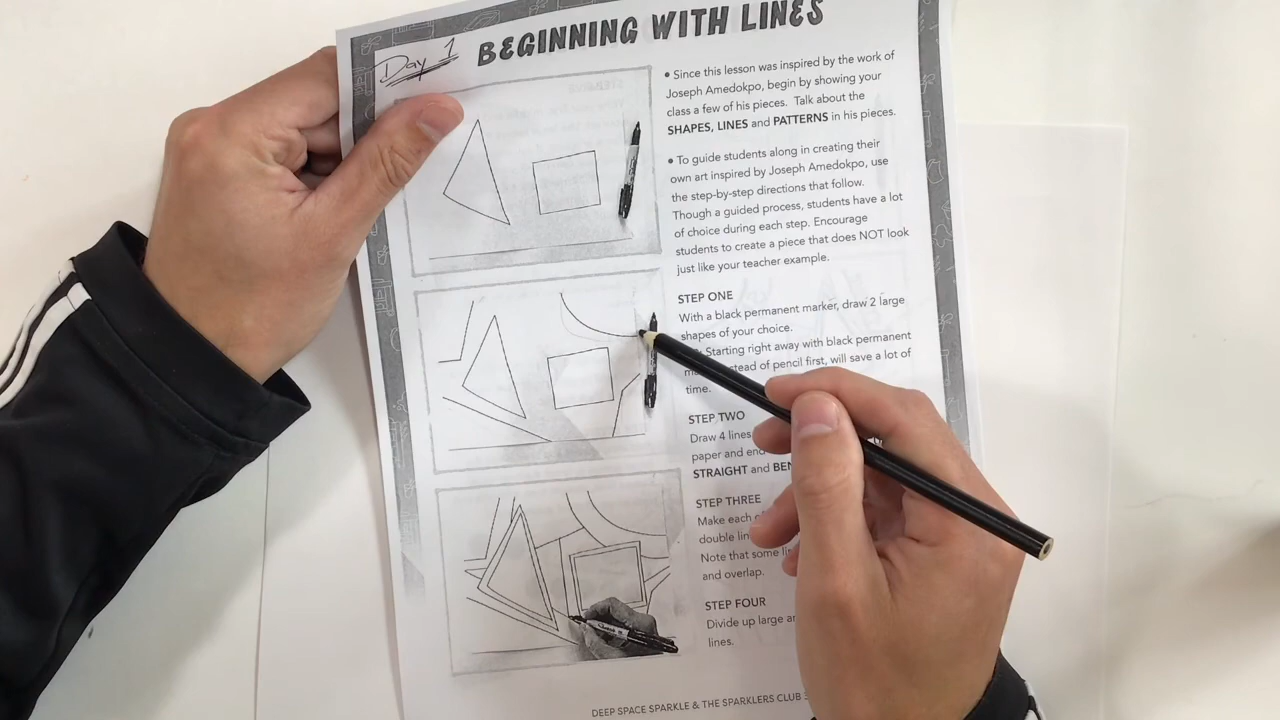 Day 1
BEGINNING WITH LINES
• Since this lesson was inspired by the work of
Joseph Amedokpo, begin by showing your
class a few of his pieces. Talk about the
SHAPES, LINES and PATTERNS in his pieces.
• To guide students along in creating their
own art inspired by Joseph Amedokpo, use
the step-by-step directions that follow.
Though a guided process, students have a lot
of choice during each step. Encourage
students to create a piece that does NOT look
just like your teacher example.
STEP ONE
With a black permanent marker, draw 2 large
shapes of your choice.
Starting right away with black permanent
instead of pencil first, will save a lot of
time.
STEP TWO
Draw 4 lines
paper and end
STRAIGHT and
STEP THREE
Make each
double
Note that some
and overlap.
STEP FOUR
Divide up large
lines.
DEEP SPACE SPARKLE & THE SPARKLERS CLUB